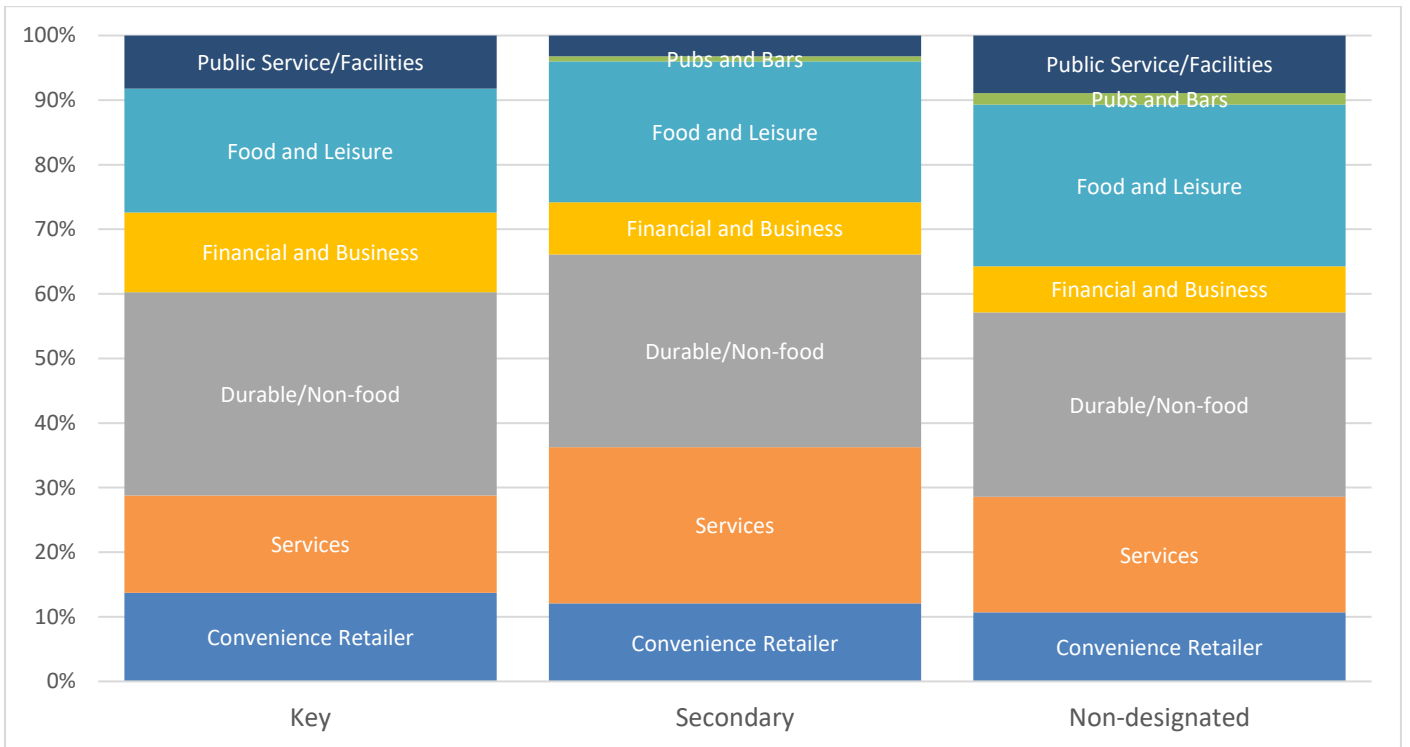 100%
90%
80%
70%
60%
50%
40%
30%
20%
10%
0%
Public Service/Facilities
Food and Leisure
Financial and Business
Durable/Non-food
Services
Convenience Retailer
Pubs and Bars
Food and Leisure
Financial and Business
Durable/Non-food
Services
Convenience Retailer
Public Service/Facilities
Pubs and Bars
Food and Leisure
Financial and Business
Durable/Non-food
Services
Convenience Retailer
Key
Secondary
Non-designated